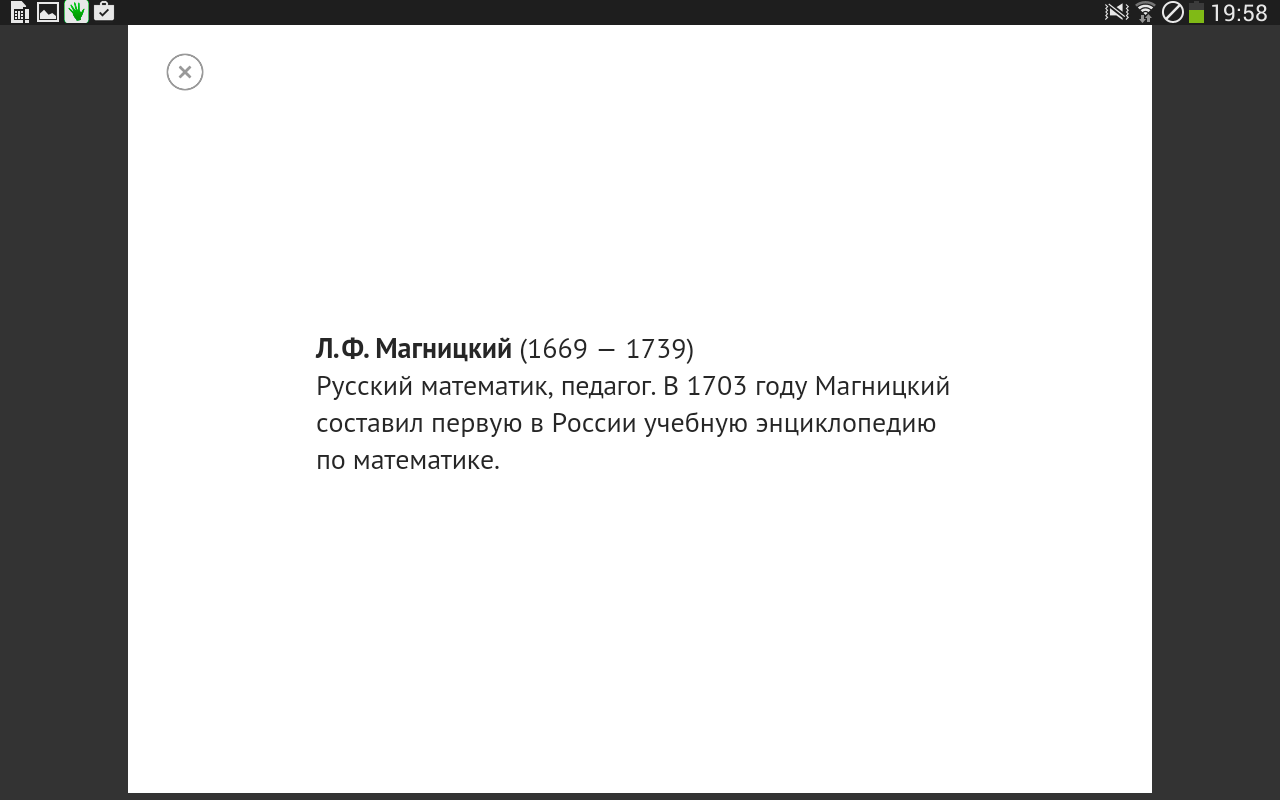 19:58
Л.Ф. Магницкий (1669 — 1739)
Русский математик, педагог. В 1703 году Магницкий
составил первую в России учебную энциклопедию
по математике.